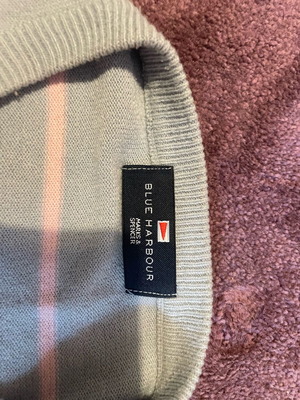 BLUE HARBOUR
MARKS &
SPENCER